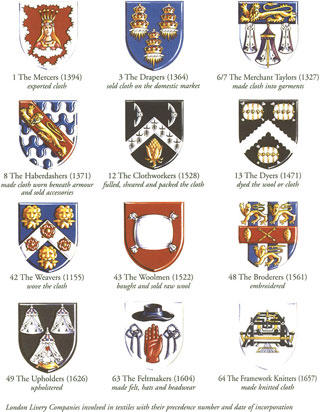 1 The Mercers (1394)
exported cloth
3 The Drapers (1364)
sold cloth on the domestic market
6/7 The Merchant Taylors (1327)
made cloth into garments
8 The Haberdashers (1371)
made cloth worn beneath armour
and sold accessories
12 The Clothworkers (1528)
fulled, sheared and packed the cloth
13 The Dyers (1471)
dyed the wool or cloth
42 The Weavers (1155)
wove the cloth
43 The Woolmen (1522)
bought and sold raw wool
48 The Broderers (1561)
embroidered
49 The Upholders (1626)
upholstered
63 The Feltmakers (1604)
made felt, hats and headwear
64 The Framework Knitters (1657)
made knitted cloth
London Livery Companies involved in textiles with their precedence number and date of incorporation